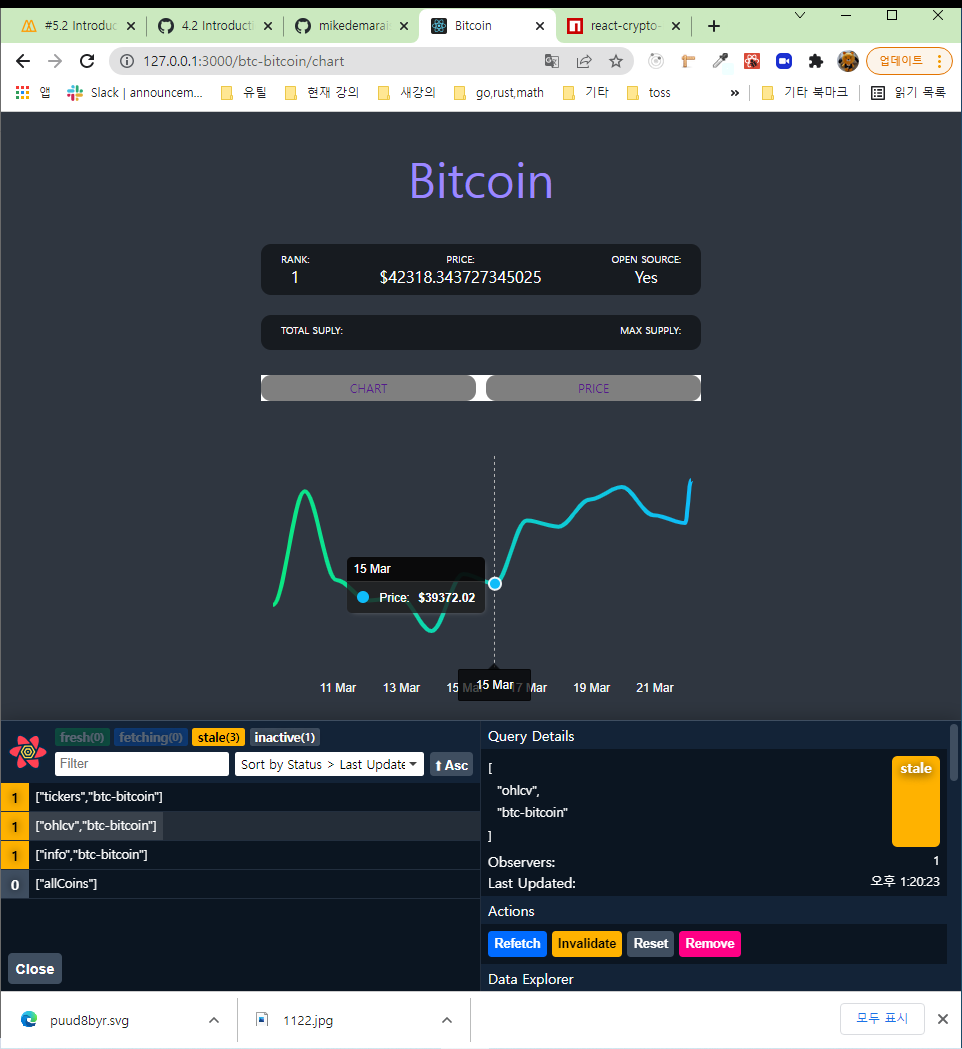 #5.2 Introduc
4.2 Introducti
mikedemarais
Bitcoin
react-crypto-
127.0.0.1:3000/btc-bitcoin/chart
업데이트
앱
Slack | announcem...
유틸
현재 강의
새강의
go,rust,math
기타
toss
»
기타 북마크
읽기 목록
Bitcoin
RANK:
1
PRICE:
$42318.343727345025
OPEN SOURCE:
Yes
TOTAL SUPLY:
MAX SUPPLY:
CHART
PRICE
15 Mar
Price: $39372.02
11 Mar
13 Mar
15 Mar
17 Mar
19 Mar
21 Mar
fresh(0)
fetching(0)
stale(3)
inactive(1)
Filter
Sort by Status > Last Update
⬆ Asc
1 ["tickers","btc-bitcoin"]
1 ["ohlcv","btc-bitcoin"]
1 ["info","btc-bitcoin"]
0 ["allCoins"]
Close
Query Details
[
"ohlcv",
"btc-bitcoin"
]
stale
Observers: 1
Last Updated: 오후 1:20:23
Actions
Refetch
Invalidate
Reset
Remove
Data Explorer
puud8byr.svg
1122.jpg
모두 표시